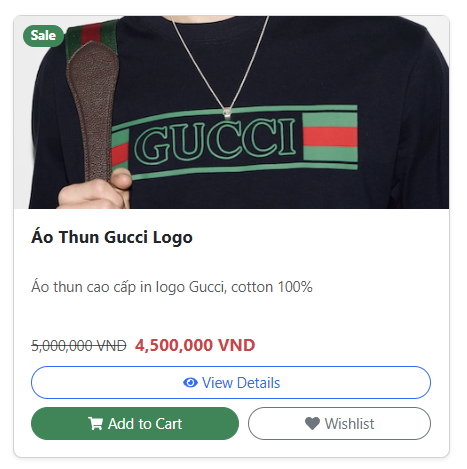 Sale
GUCCI
Áo Thun Gucci Logo
Áo thun cao cấp in logo Gucci, cotton 100%
5,000,000 VND 4,500,000 VND
View Details
Add to Cart Wishlist